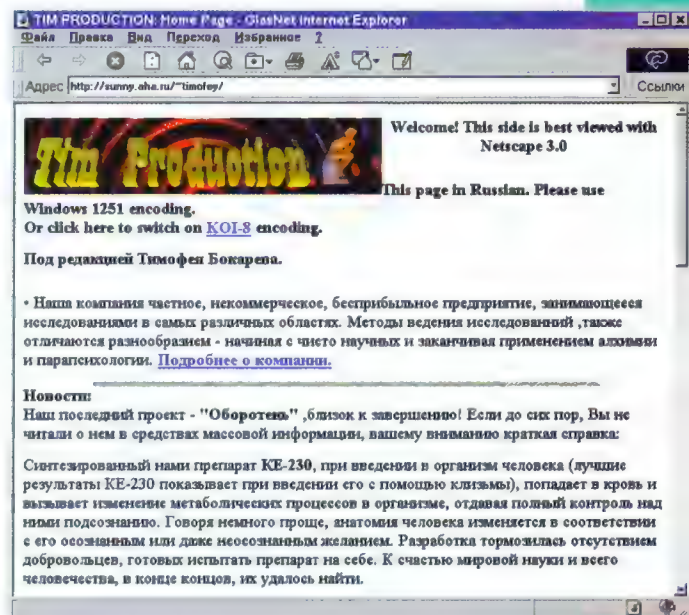 TIM PRODUCTION: Home Page - GlasNet Internet Explorer
Файл Правка Вид Переход Избранное ?
Адрес http://sunny.aha.ru/~timofey/ Ссылки
Tim Production
Welcome! This side is best viewed with
Netscape 3.0
This page in Russian. Please use
Windows 1251 encoding.
Or click here to switch on KOI-8 encoding.
Под редакцией Тимофея Бокарева.
• Наша компания частное, некоммерческое, бесприбыльное предприятие, занимающееся
исследованиями в самых различных областях. Методы ведения исследованний ,также
отличаются разнообразием - начиная с чисто научных и заканчивая применением алхимии
и парапсихологии. Подробнее о компании.
Новости:
Наш последний проект - "Оборотень" ,близок к завершению! Если до сих пор, Вы не
читали о нем в средствах массовой информации, вашему вниманию краткая справка:
Синтезированный нами препарат КЕ-230, при введении в организм человека (лучшие
результаты КЕ-230 показывает при введении его с помощью клизьмы), попадает в кровь и
вызывает изменение метаболических процессов в организме, отдавая полный контроль над
ними подсознанию. Говоря немного проще, анатомия человека изменяется в соответствии
с его осознанным или даже неосознанным желанием. Разработка тормозилась отсутствием
добровольцев, готовых испытать препарат на себе. К счастью мировой науки и всего
человечества, в конце концов, их удалось найти.